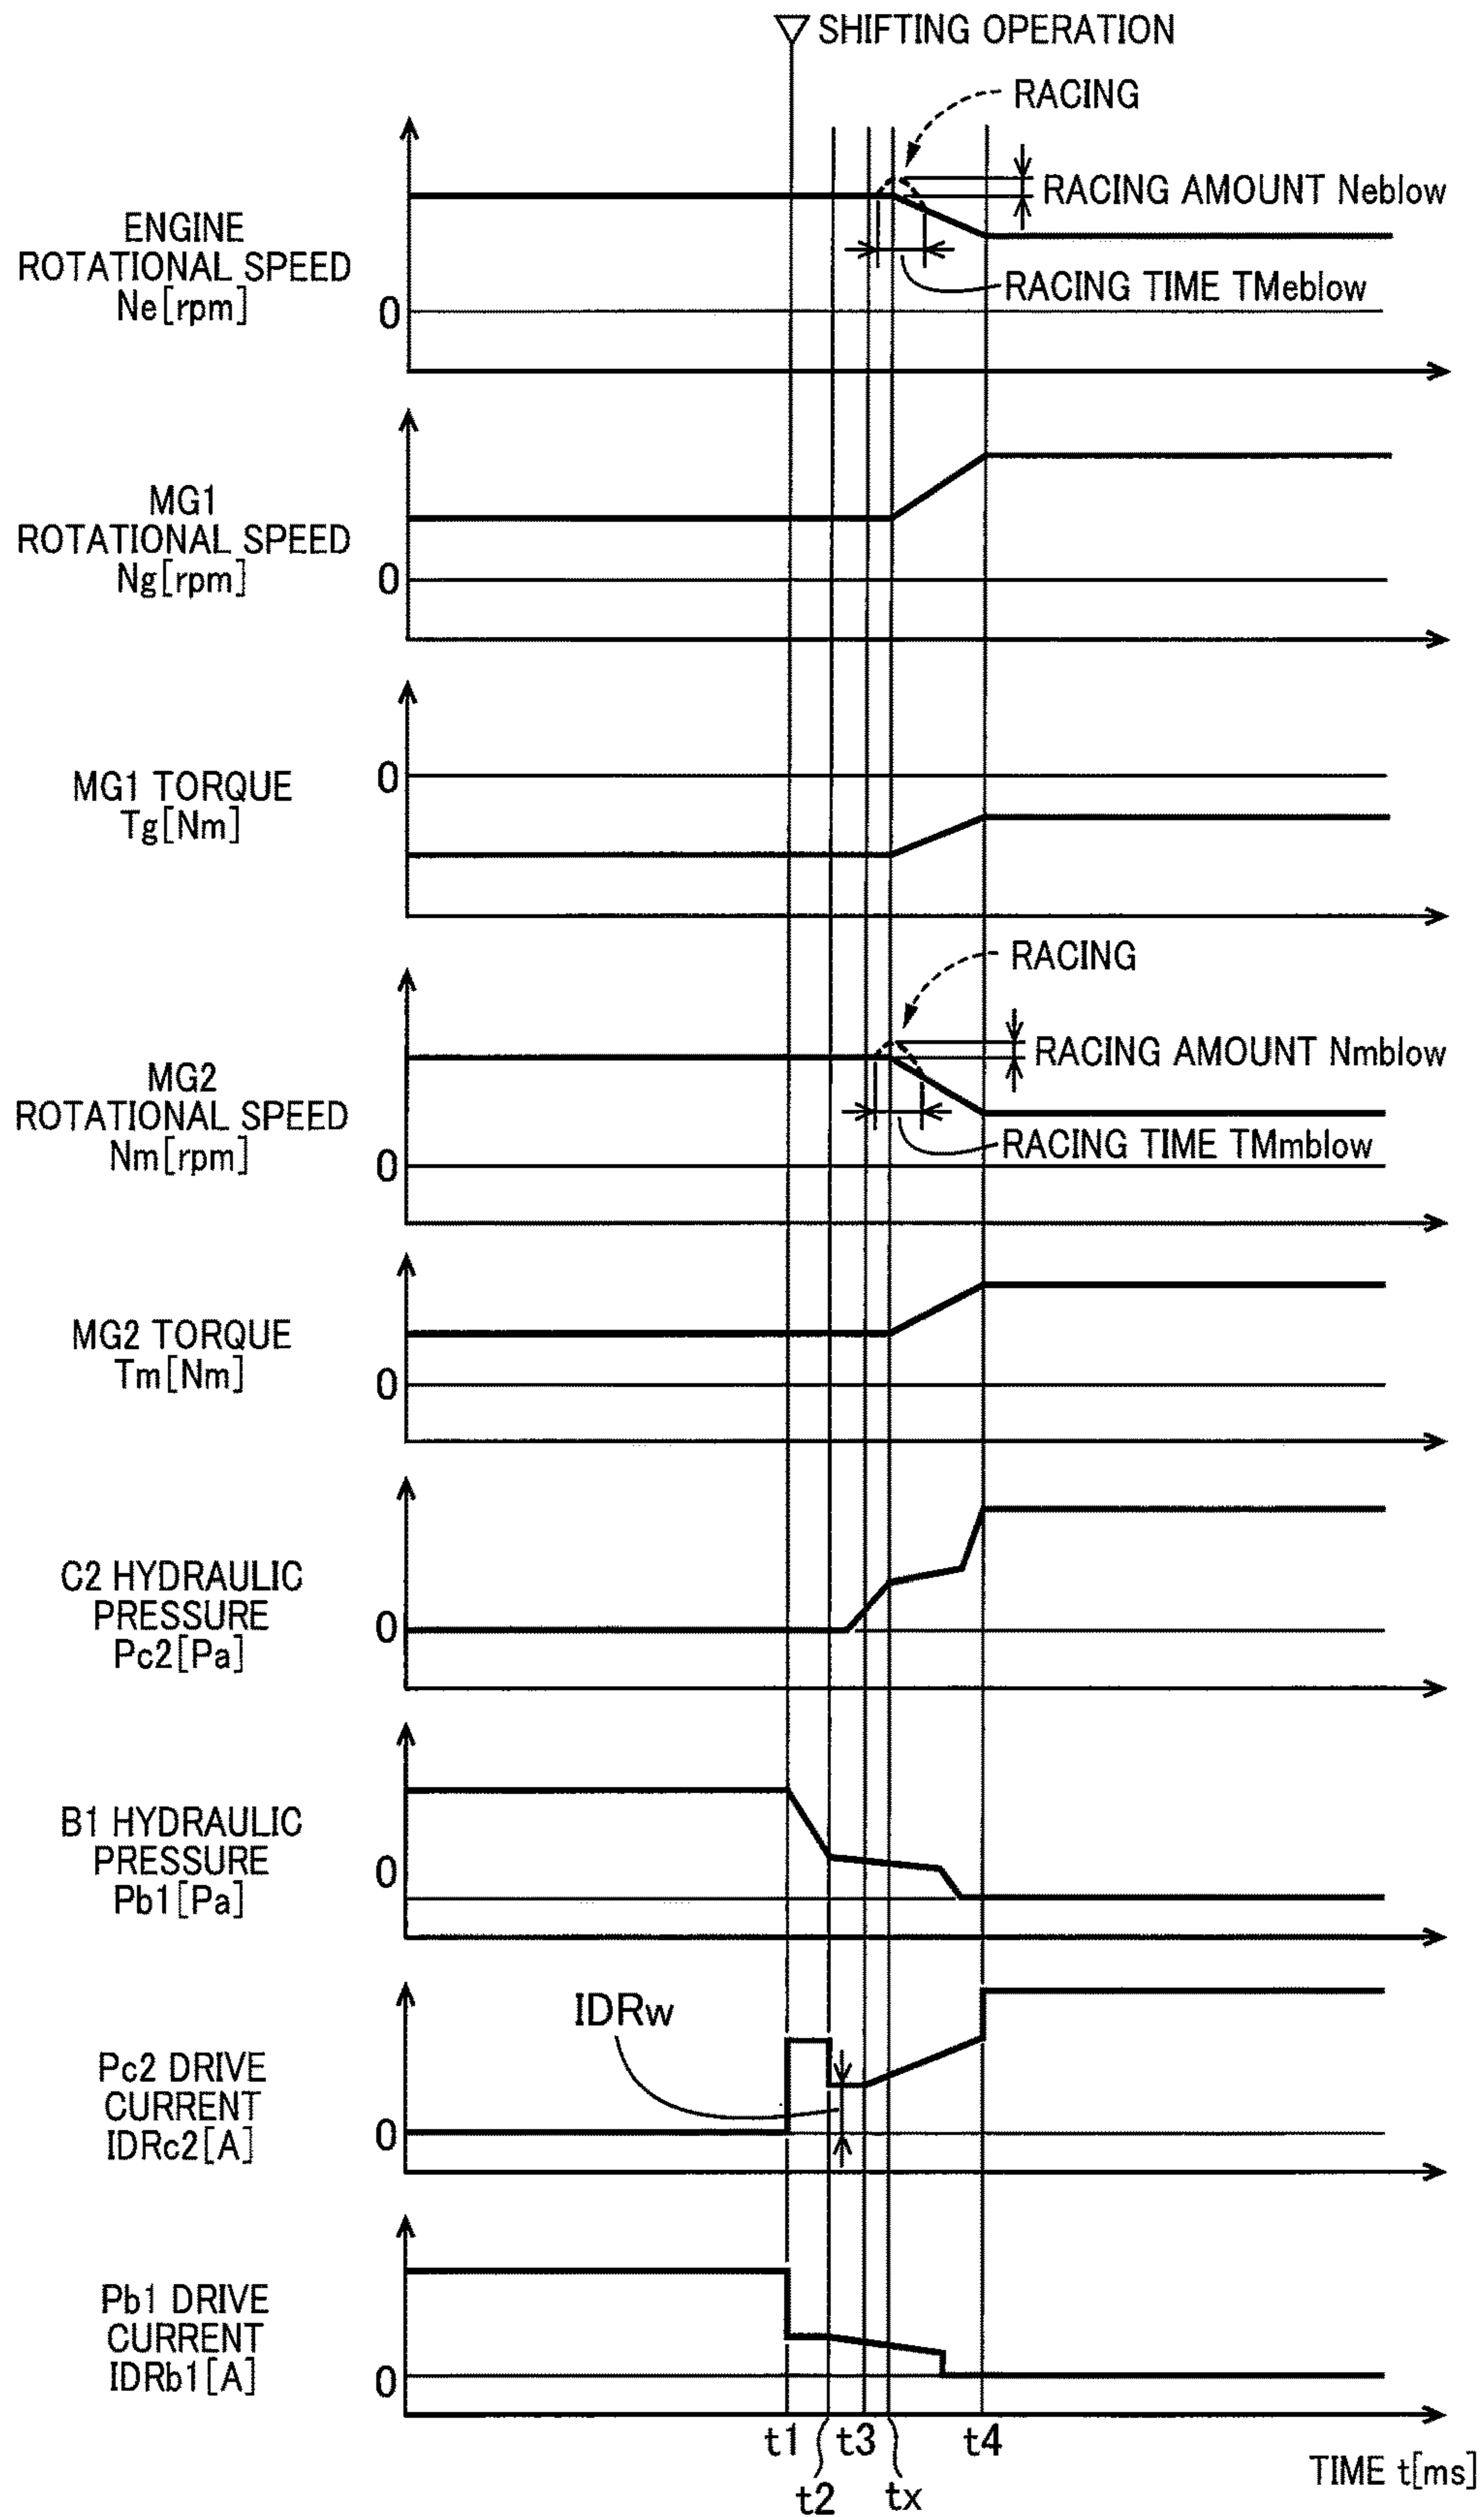 SHIFTING OPERATION
RACING
RACING AMOUNT Neblow
ENGINE
ROTATIONAL SPEED
Ne[rpm]
0
RACING TIME TMeblow
MG1
ROTATIONAL SPEED
Ng[rpm]
0
MG1 TORQUE
Tg[Nm]
0
RACING
RACING AMOUNT Nmblow
MG2
ROTATIONAL SPEED
Nm[rpm]
0
RACING TIME TMmblow
MG2 TORQUE
Tm[Nm]
0
C2 HYDRAULIC
PRESSURE
Pc2[Pa]
0
B1 HYDRAULIC
PRESSURE
Pb1[Pa]
0
IDRw
Pc2 DRIVE
CURRENT
IDRc2[A]
0
Pb1 DRIVE
CURRENT
IDRb1[A]
0
t1 t3 t4
t2 tx
TIME t[ms]